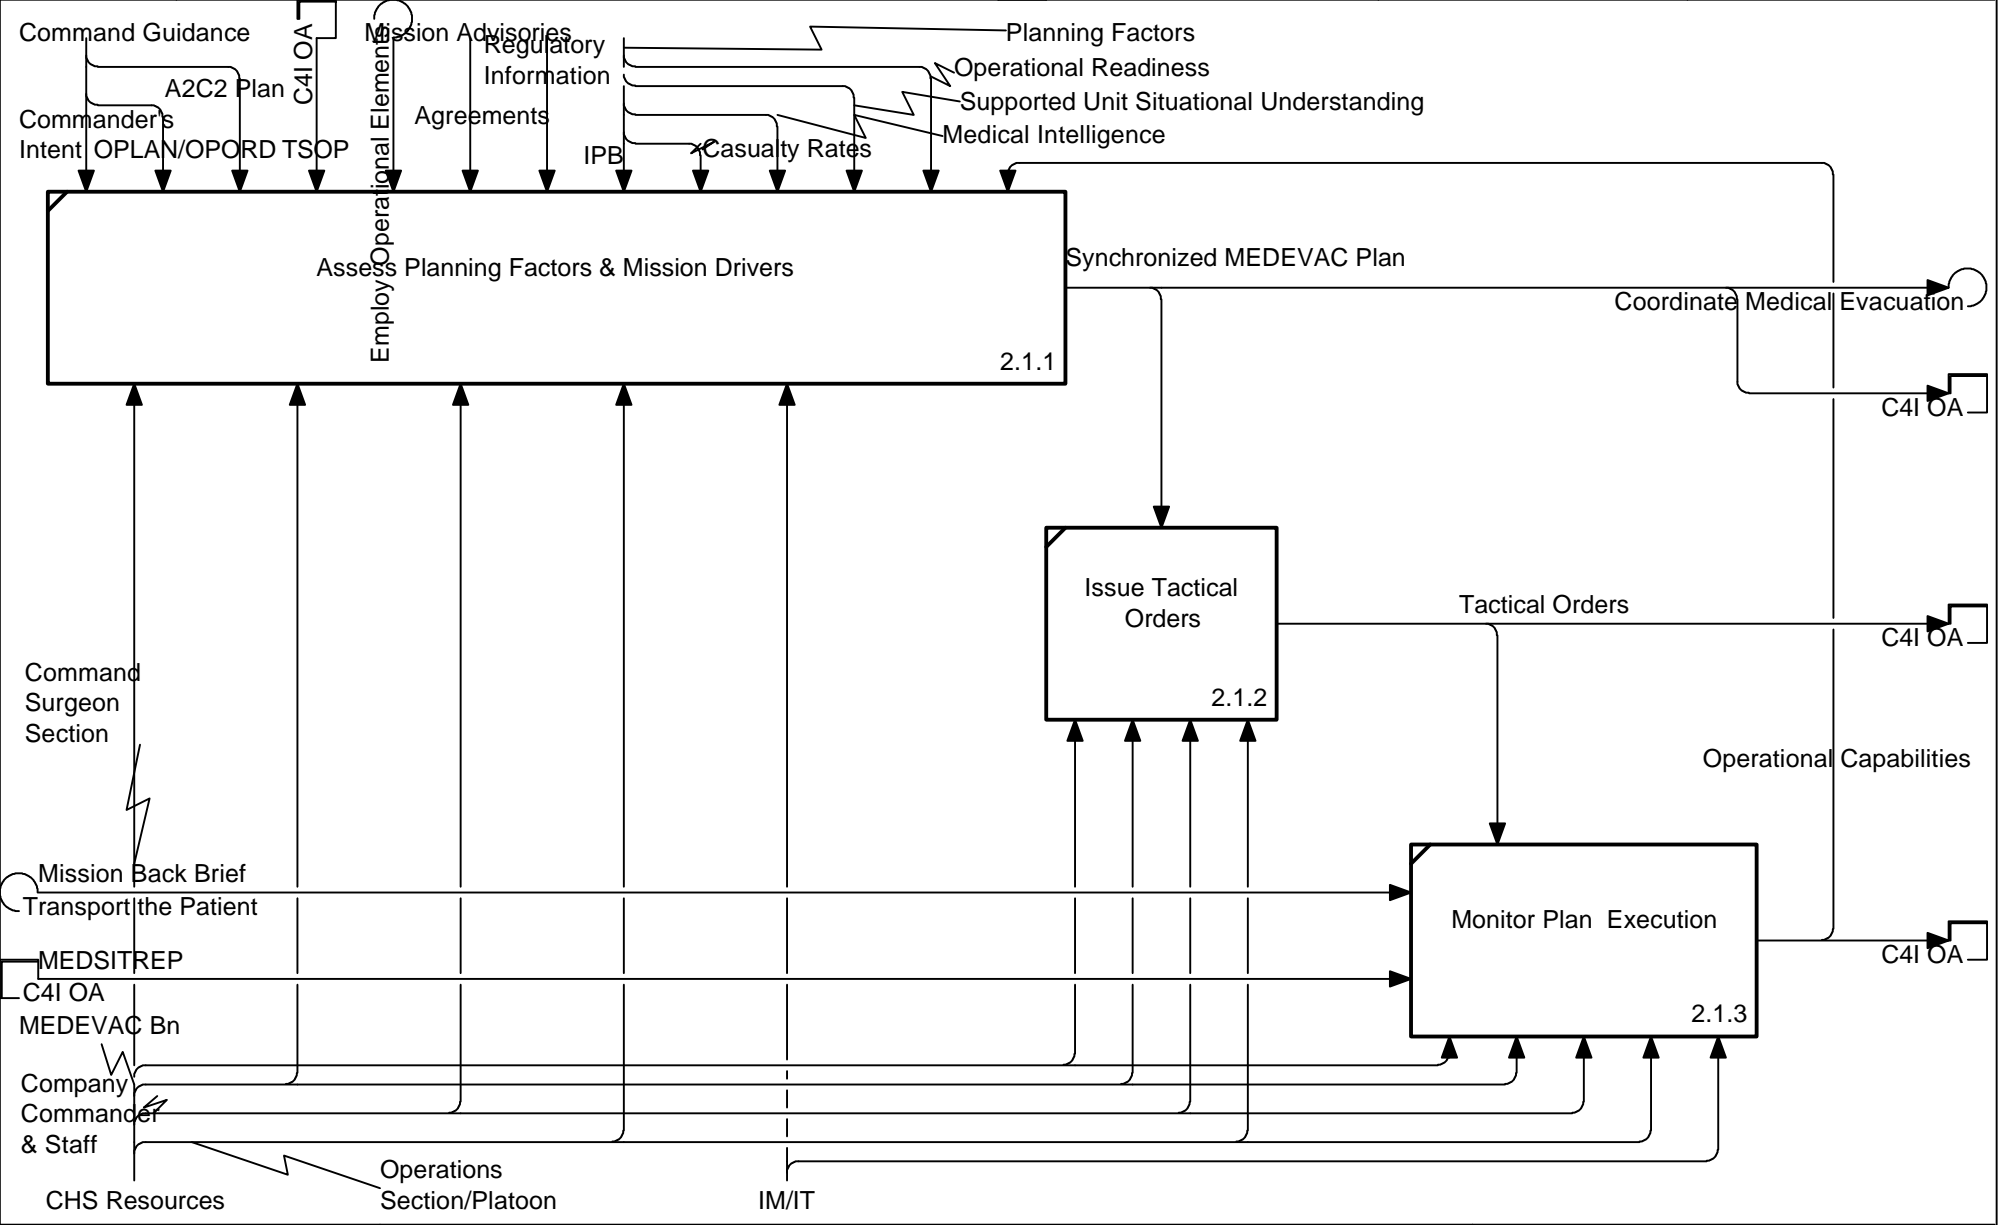 Command Guidance
C4I OA
Mission Advisories
Regulatory
Information
Planning Factors
Operational Readiness
A2C2 Plan
Employ Operational Elements
Supported Unit Situational Understanding
Agreements
Commander's
Intent
OPLAN/OPORD
TSOP
Medical Intelligence
IPB
Casualty Rates
Assess Planning Factors & Mission Drivers
2.1.1
Synchronized MEDEVAC Plan
Coordinate Medical Evacuation
C4I OA
Issue Tactical
Orders
2.1.2
Tactical Orders
C4I OA
Command
Surgeon
Section
Operational Capabilities
Mission Back Brief
Transport the Patient
Monitor Plan  Execution
2.1.3
C4I OA
MEDSITREP
C4I OA
MEDEVAC Bn
Company
Commander
& Staff
Operations
Section/Platoon
CHS Resources
IM/IT